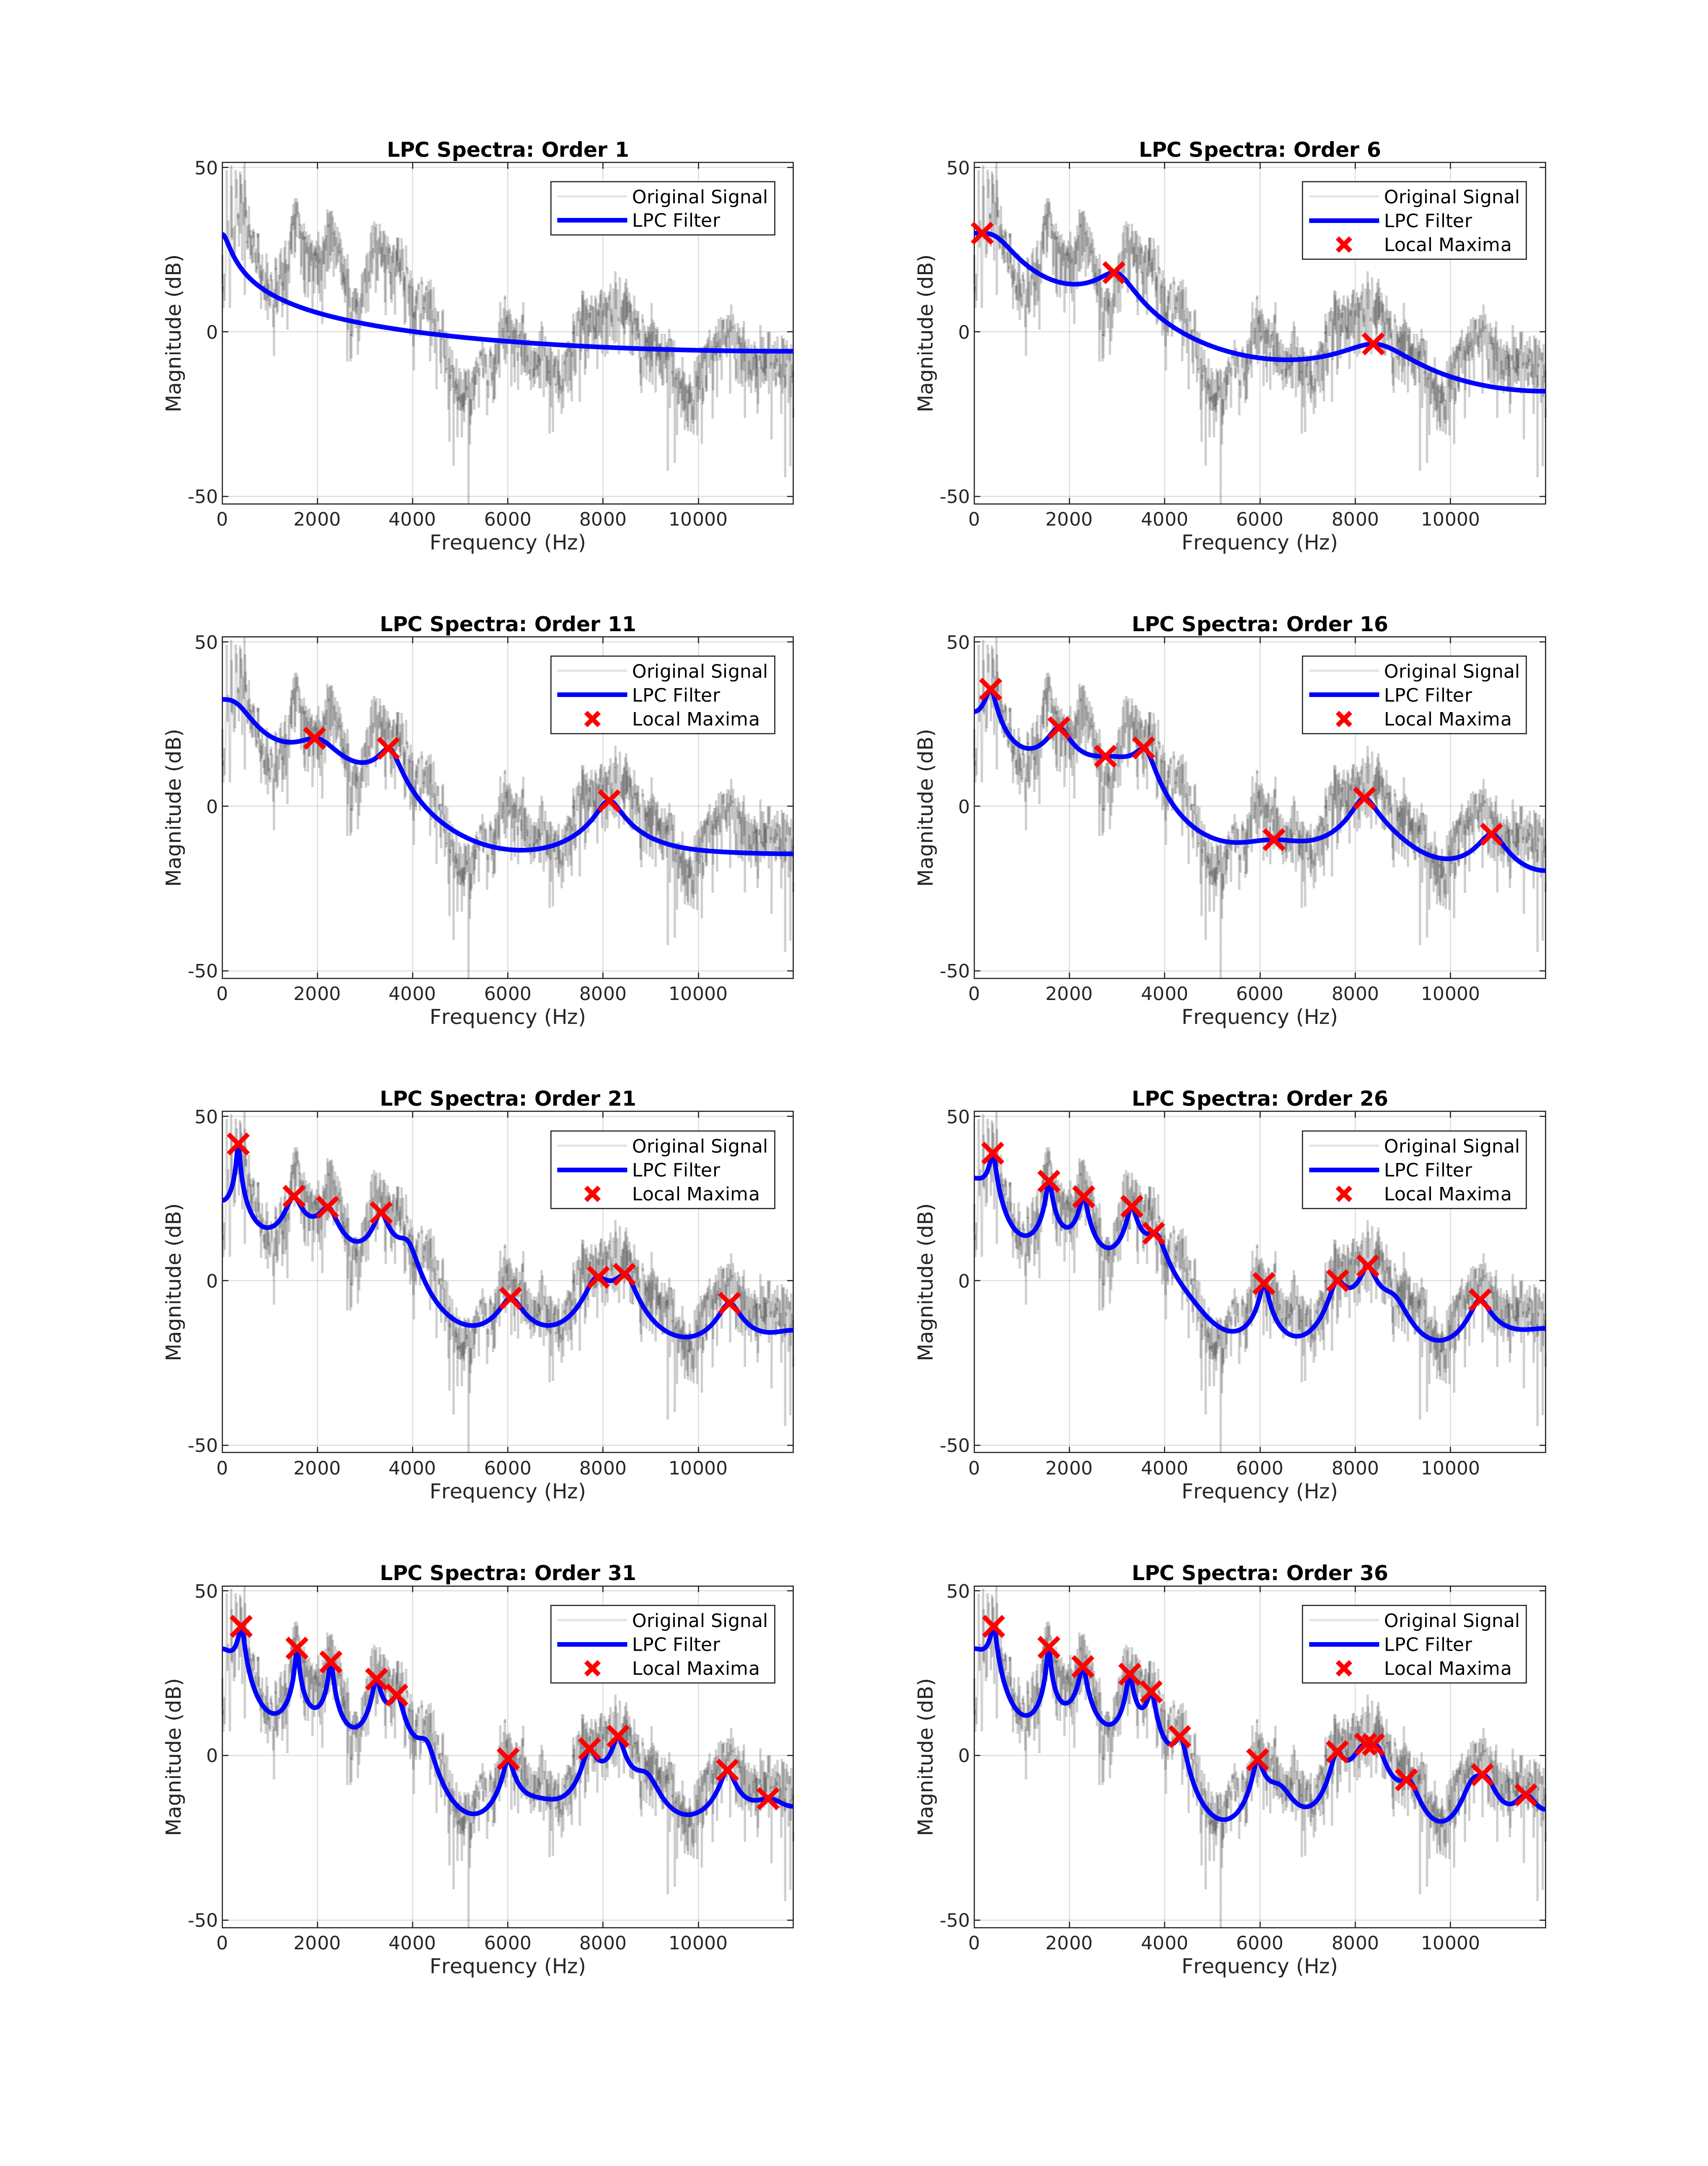 LPC Spectra: Order 1
50
0
-50
Magnitude (dB)
Original Signal
LPC Filter
0 2000 4000 6000 8000 10000
Frequency (Hz)
LPC Spectra: Order 6
50
0
-50
Magnitude (dB)
Original Signal
LPC Filter
Local Maxima
0 2000 4000 6000 8000 10000
Frequency (Hz)
LPC Spectra: Order 11
50
0
-50
Magnitude (dB)
Original Signal
LPC Filter
Local Maxima
0 2000 4000 6000 8000 10000
Frequency (Hz)
LPC Spectra: Order 16
50
0
-50
Magnitude (dB)
Original Signal
LPC Filter
Local Maxima
0 2000 4000 6000 8000 10000
Frequency (Hz)
LPC Spectra: Order 21
50
0
-50
Magnitude (dB)
Original Signal
LPC Filter
Local Maxima
0 2000 4000 6000 8000 10000
Frequency (Hz)
LPC Spectra: Order 26
50
0
-50
Magnitude (dB)
Original Signal
LPC Filter
Local Maxima
0 2000 4000 6000 8000 10000
Frequency (Hz)
LPC Spectra: Order 31
50
0
-50
Magnitude (dB)
Original Signal
LPC Filter
Local Maxima
0 2000 4000 6000 8000 10000
Frequency (Hz)
LPC Spectra: Order 36
50
0
-50
Magnitude (dB)
Original Signal
LPC Filter
Local Maxima
0 2000 4000 6000 8000 10000
Frequency (Hz)